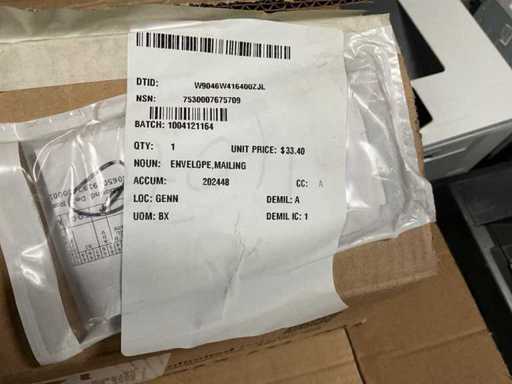 DTID: W9046W4164002JL
NSN: 7530007675709
BATCH: 1004121164
QTY: 1 UNIT PRICE: $33.40
NOUN: ENVELOPE,MAILING
ACCUM: 202448 CC: A
LOC: GENN DEMIL: A
UOM: BX DEMIL IC: 1